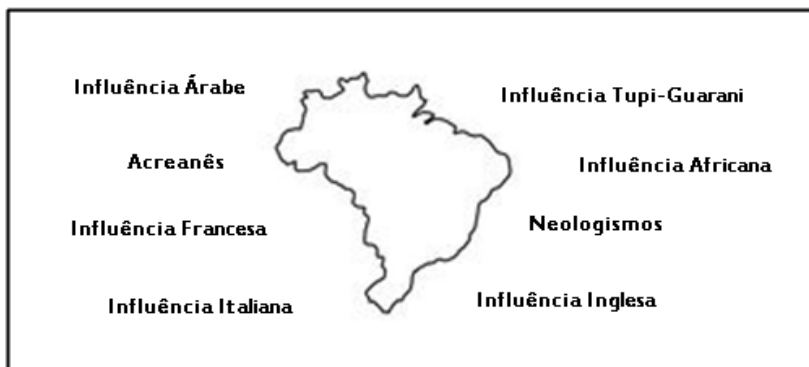 Influência Árabe
Influência Tupi-Guarani
Acreanês
Influência Africana
Influência Francesa
Neologismos
Influência Italiana
Influência Inglesa